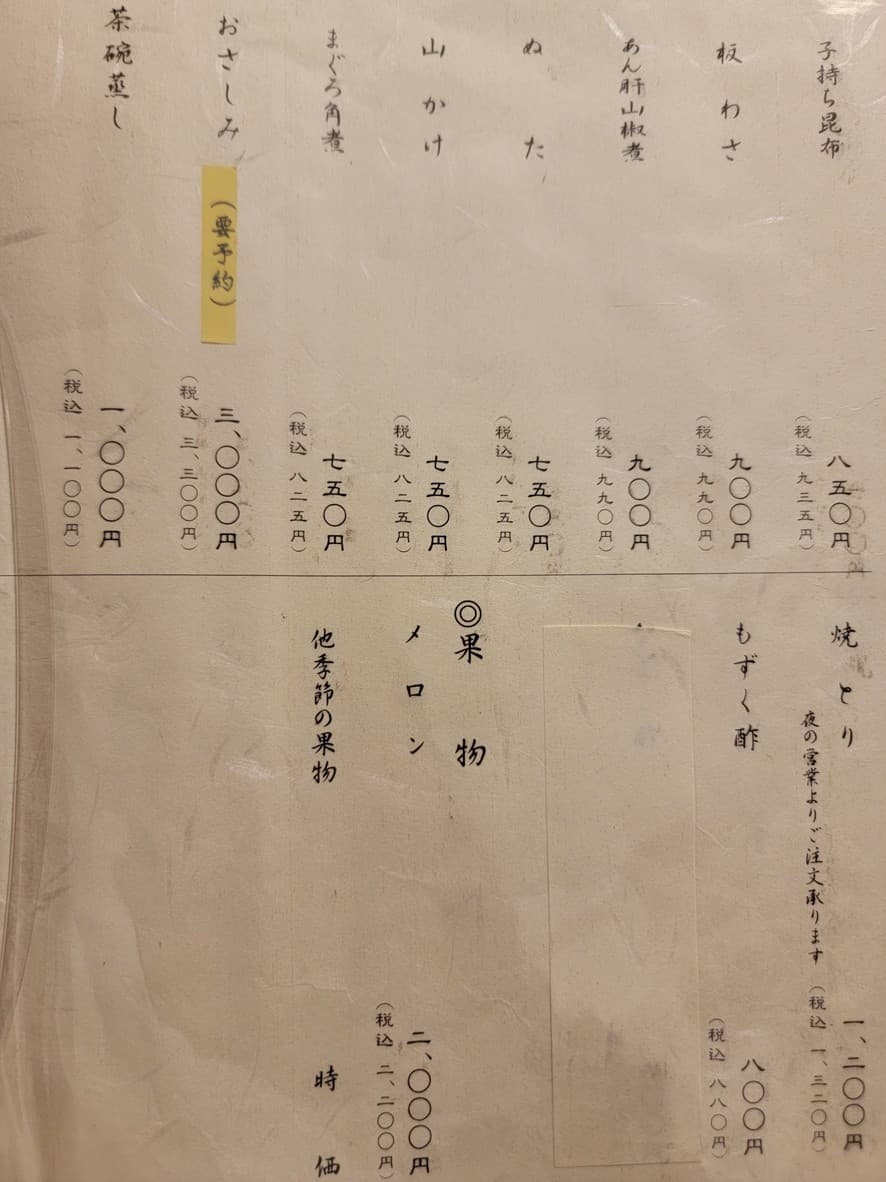 子持ち昆布
八五〇円
(税込 九三五円)
板わさ
九〇〇円
(税込 九九〇円)
あん肝山椒煮
九〇〇円
(税込 九九〇円)
ぬた
七五〇円
(税込 八二五円)
山かけ
七五〇円
(税込 八二五円)
まぐろ角煮
七五〇円
(税込 八二五円)
おさしみ
(要予約)
三、〇〇〇円
(税込 三、三〇〇円)
茶碗蒸し
一、〇〇〇円
(税込 一、一〇〇円)
焼とり
一、二〇〇円
夜の営業よりご注文承ります
(税込 一、三二〇円)
もずく酢
八〇〇円
(税込 八八〇円)
◎果物
メロン
二、〇〇〇円
(税込 二、二〇〇円)
他季節の果物
時価